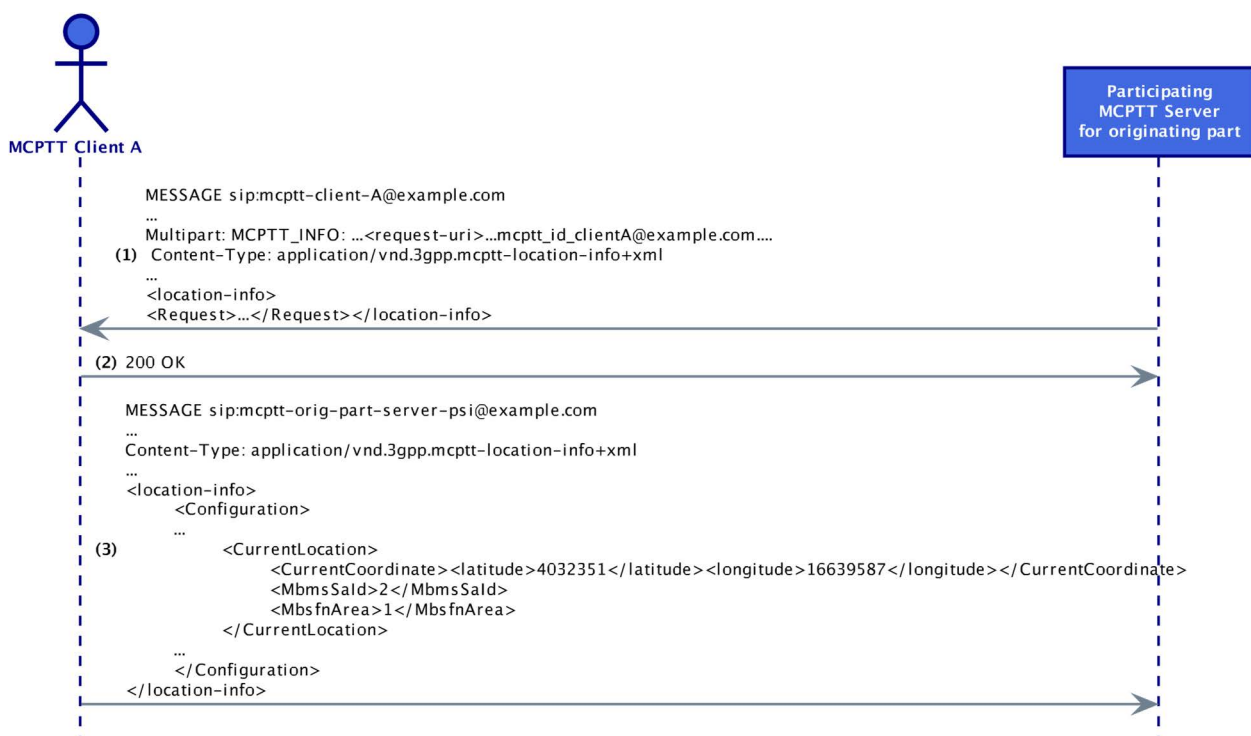 MCPTT Client A
Participating
MCPTT Server
for originating part
MESSAGE sip:mcptt-client-A@example.com
...
Multipart: MCPTT_INFO: ...<request-uri>...mcptt_id_clientA@example.com....
(1) Content-Type: application/vnd.3gpp.mcptt-location-info+xml
...
<location-info>
<Request>...</Request></location-info>
(2) 200 OK
MESSAGE sip:mcptt-orig-part-server-psi@example.com
...
Content-Type: application/vnd.3gpp.mcptt-location-info+xml
...
<location-info>
<Configuration>
...
(3) <CurrentLocation>
<CurrentCoordinate><latitude>4032351</latitude><longitude>16639587</longitude></CurrentCoordinate>
<MbmsSaId>2</MbmsSaId>
<MbsfnArea>1</MbsfnArea>
</CurrentLocation>
...
</Configuration>
</location-info>